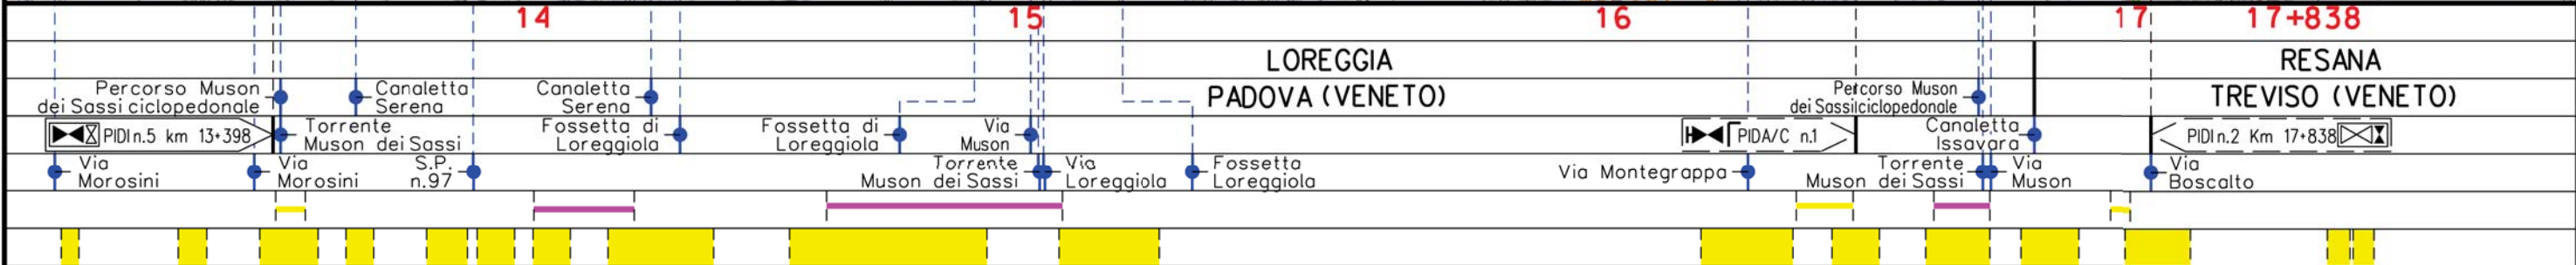 14 15 16 17 17+838
LOREGGIA RESANA
Percorso Muson
dei Sassi ciclopedonale
Canaletta
Serena
Canaletta
Serena
PADOVA (VENETO)
Percorso Muson
dei Sassi ciclopedonale
TREVISO (VENETO)
PIDI n.5 km 13+398
Torrente
Muson dei Sassi
Fossetta di
Loreggiola
Fossetta di
Loreggiola
Via
Muson
PIDA/C n.1
Canaletta
Issavara
PIDI n.2 Km 17+838
Via
Morosini
Via
Morosini
S.P.
n.97
Torrente
Muson dei Sassi
Via
Loreggiola
Fossetta
Loreggiola
Via Montegrappa
Torrente
Muson dei Sassi
Via
Muson
Via
Boscalto